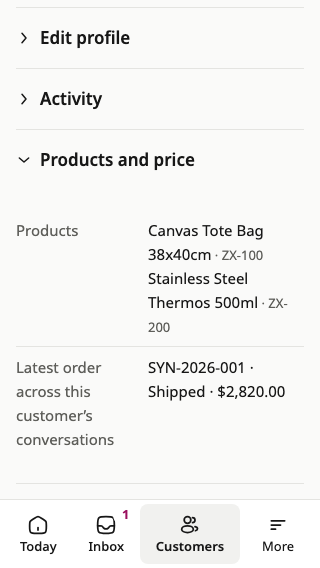 Edit profile
Activity
Products and price
Products
Canvas Tote Bag
38x40cm · ZX-100
Stainless Steel
Thermos 500ml · ZX-
200
Latest order
across this
customer’s
conversations
SYN-2026-001 ·
Shipped · $2,820.00
Today
Inbox
1
Customers
More